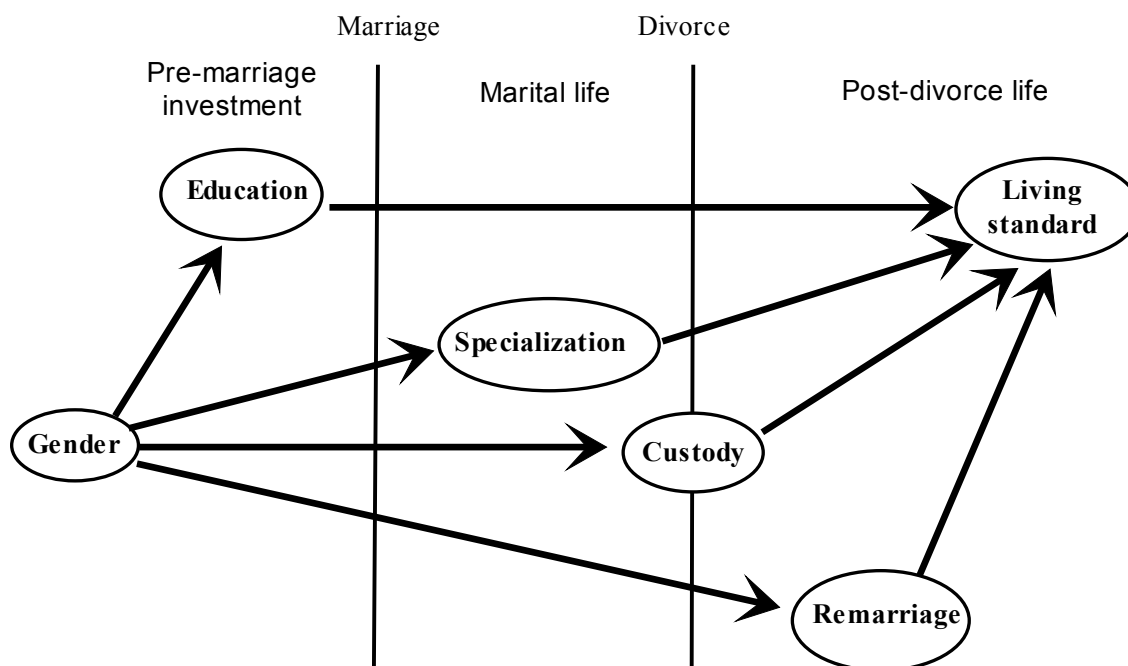 Marriage
Divorce
Pre-marriage
investment
Marital life
Post-divorce life
Education
Living
standard
Specialization
Gender
Custody
Remarriage